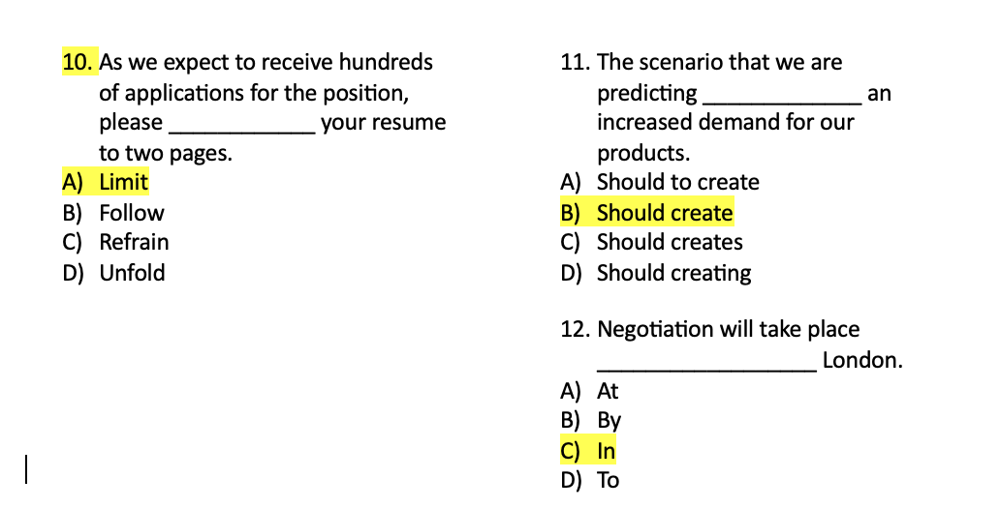 10. As we expect to receive hundreds
of applications for the position,
please ____________ your resume
to two pages.
A) Limit
B) Follow
C) Refrain
D) Unfold
11. The scenario that we are
predicting _____________ an
increased demand for our
products.
A) Should to create
B) Should create
C) Should creates
D) Should creating
12. Negotiation will take place
__________________ London.
A) At
B) By
C) In
D) To